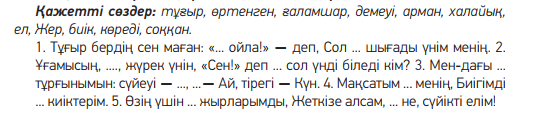 Қажетті сөздер: тұғыр, өртенген, ғаламшар, демеуі, арман, халайық,
ел, Жер, биік, көреді, соққан.
1. Тұғыр бердің сен маған: «... ойла!» — деп, Сол ... шығады үнім менің. 2.
Ұғамысың, ...., жүрек үнін, «Сен!» деп ... сол үнді біледі кім? 3. Мен-дағы ...
тұрғынымын: сүйеуі — ..., ... — Ай, тірегі — Күн. 4. Мақсатым ... менің, Биігімді
... киіктерім. 5. Өзің үшін ... жырларымды, Жеткізе алсам, ... не, сүйікті елім!